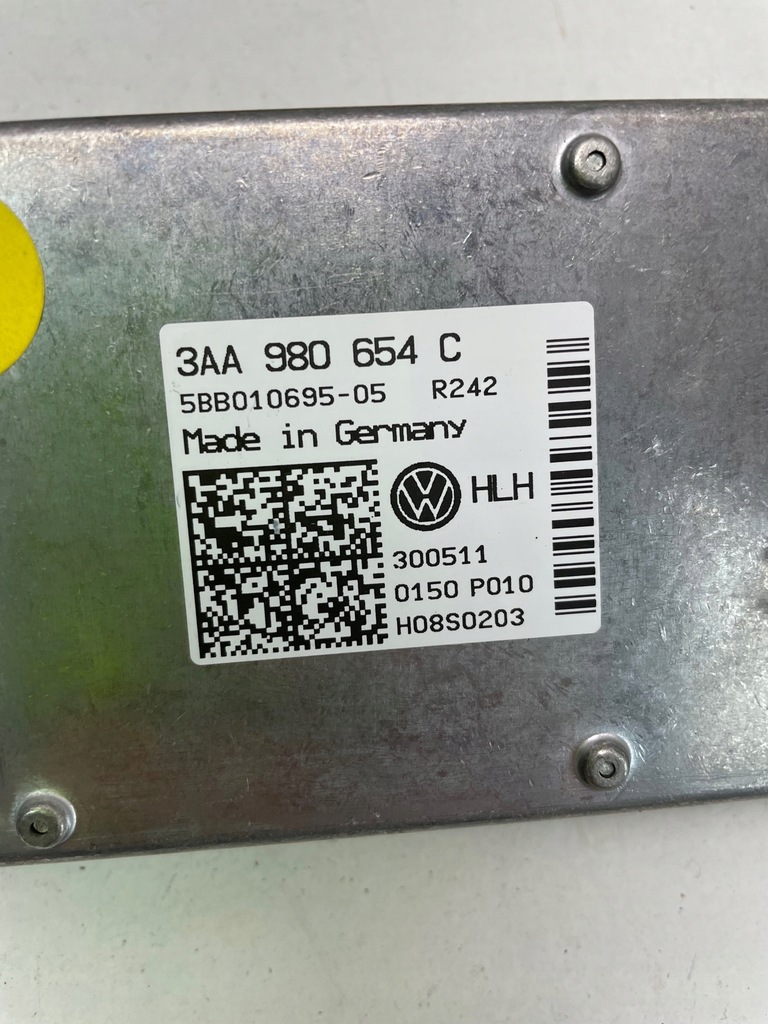 3AA 980 654 C
5BB010695-05 R242
Made in Germany
HLH
300511
0150 P010
H08S0203